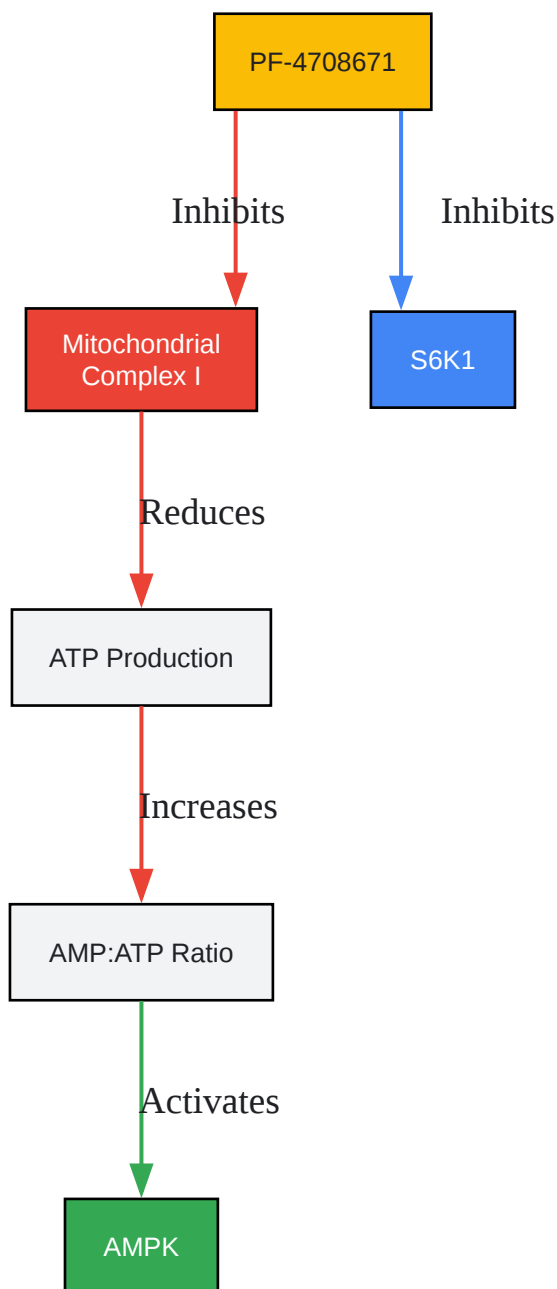 PF-4708671
Inhibits
Inhibits
Mitochondrial
Complex I
S6K1
Reduces
ATP Production
Increases
AMP:ATP Ratio
Activates
AMPK